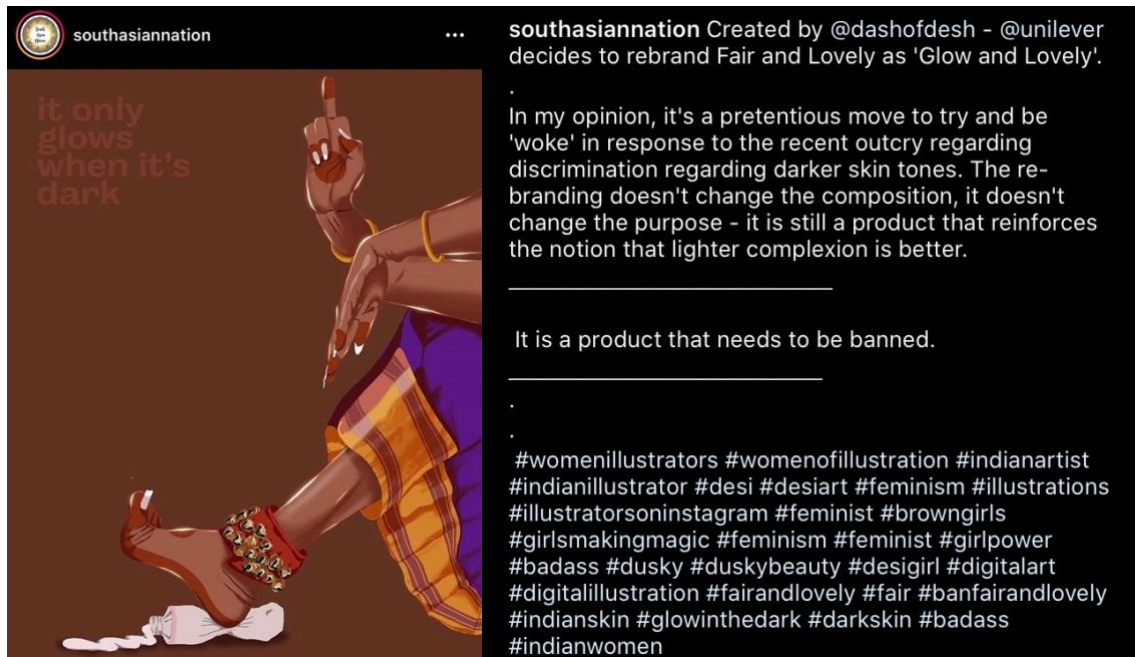 southasiannation
...
it only
glows
when it's
dark
southasiannation Created by @dashofdesh - @unilever
decides to rebrand Fair and Lovely as 'Glow and Lovely'.
.
In my opinion, it's a pretentious move to try and be
'woke' in response to the recent outcry regarding
discrimination regarding darker skin tones. The re-
branding doesn't change the composition, it doesn't
change the purpose - it is still a product that reinforces
the notion that lighter complexion is better.
It is a product that needs to be banned.
.
.
#womenillustrators #womenofillustration #indianartist
#indianillustrator #desi #desiart #feminism #illustrations
#illustratorsoninstagram #feminist #browngirls
#girlsmakingmagic #feminism #feminist #girlpower
#badass #dusky #duskybeauty #desigirl #digitalart
#digitalillustration #fairandlovely #fair #banfairandlovely
#indianskin #glowinthedark #darkskin #badass
#indianwomen